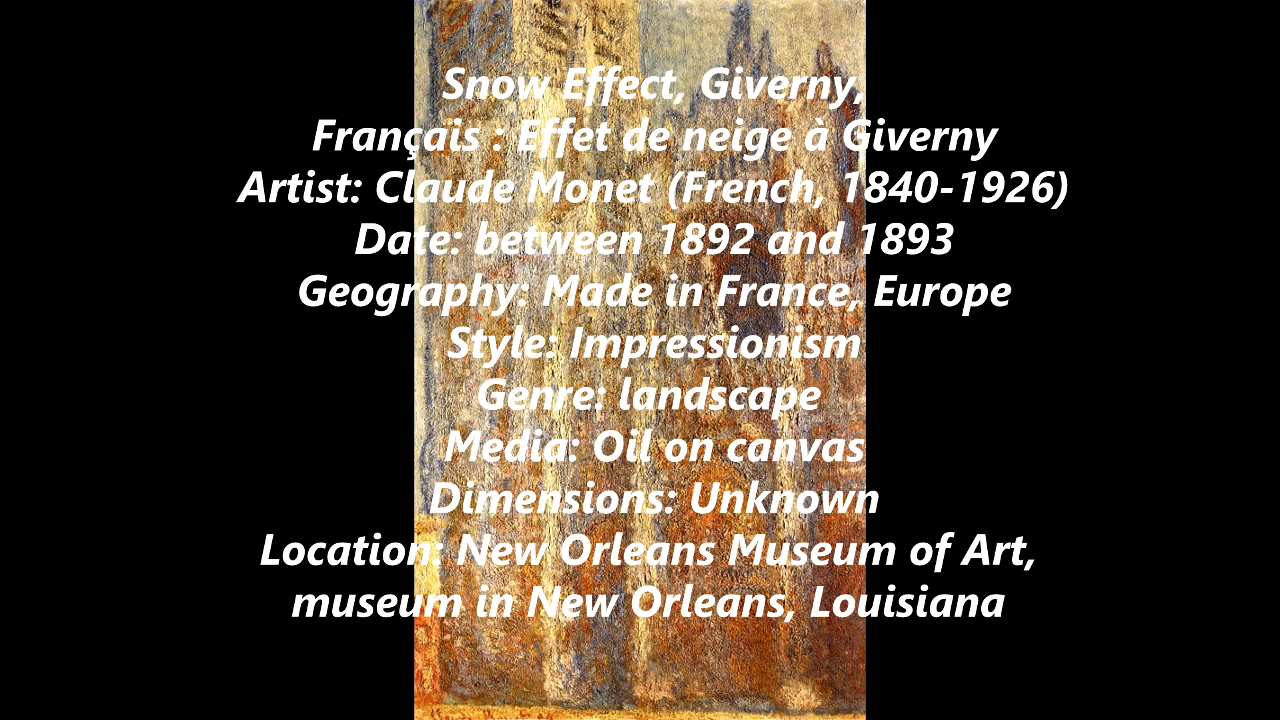 Snow Effect, Giverny,
Français : Effet de neige à Giverny
Artist: Claude Monet (French, 1840-1926)
Date: between 1892 and 1893
Geography: Made in France, Europe
Style: Impressionism
Genre: landscape
Media: Oil on canvas
Dimensions: Unknown
Location: New Orleans Museum of Art,
museum in New Orleans, Louisiana